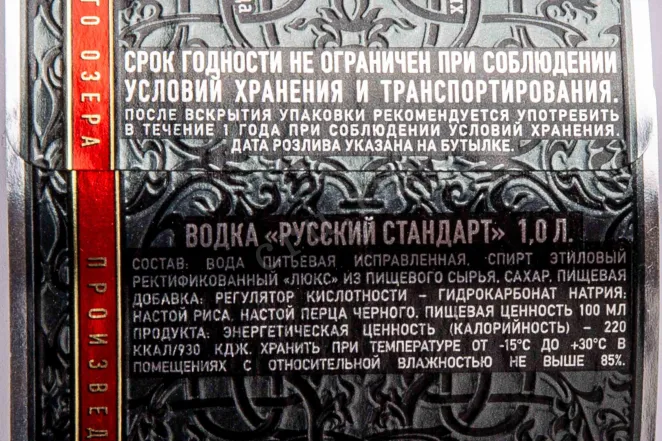 ГО ОЗЕРА
ПРОИЗВЕД
СРОК ГОДНОСТИ НЕ ОГРАНИЧЕН ПРИ СОБЛЮДЕНИИ
УСЛОВИЙ ХРАНЕНИЯ И ТРАНСПОРТИРОВАНИЯ.
ПОСЛЕ ВСКРЫТИЯ УПАКОВКИ РЕКОМЕНДУЕТСЯ УПОТРЕБИТЬ
В ТЕЧЕНИЕ 1 ГОДА ПРИ СОБЛЮДЕНИИ УСЛОВИЙ ХРАНЕНИЯ.
ДАТА РОЗЛИВА УКАЗАНА НА БУТЫЛКЕ.
ВОДКА «РУССКИЙ СТАНДАРТ» 1,0 Л.
СОСТАВ: ВОДА ПИТЬЕВАЯ ИСПРАВЛЕННАЯ, СПИРТ ЭТИЛОВЫЙ
РЕКТИФИКОВАННЫЙ «ЛЮКС» ИЗ ПИЩЕВОГО СЫРЬЯ, САХАР, ПИЩЕВАЯ
ДОБАВКА: РЕГУЛЯТОР КИСЛОТНОСТИ – ГИДРОКАРБОНАТ НАТРИЯ;
НАСТОЙ РИСА, НАСТОЙ ПЕРЦА ЧЕРНОГО. ПИЩЕВАЯ ЦЕННОСТЬ 100 МЛ
ПРОДУКТА: ЭНЕРГЕТИЧЕСКАЯ ЦЕННОСТЬ (КАЛОРИЙНОСТЬ) – 220
ККАЛ/930 КДЖ. ХРАНИТЬ ПРИ ТЕМПЕРАТУРЕ ОТ -15°С ДО +30°С В
ПОМЕЩЕНИЯХ С ОТНОСИТЕЛЬНОЙ ВЛАЖНОСТЬЮ НЕ ВЫШЕ 85%.